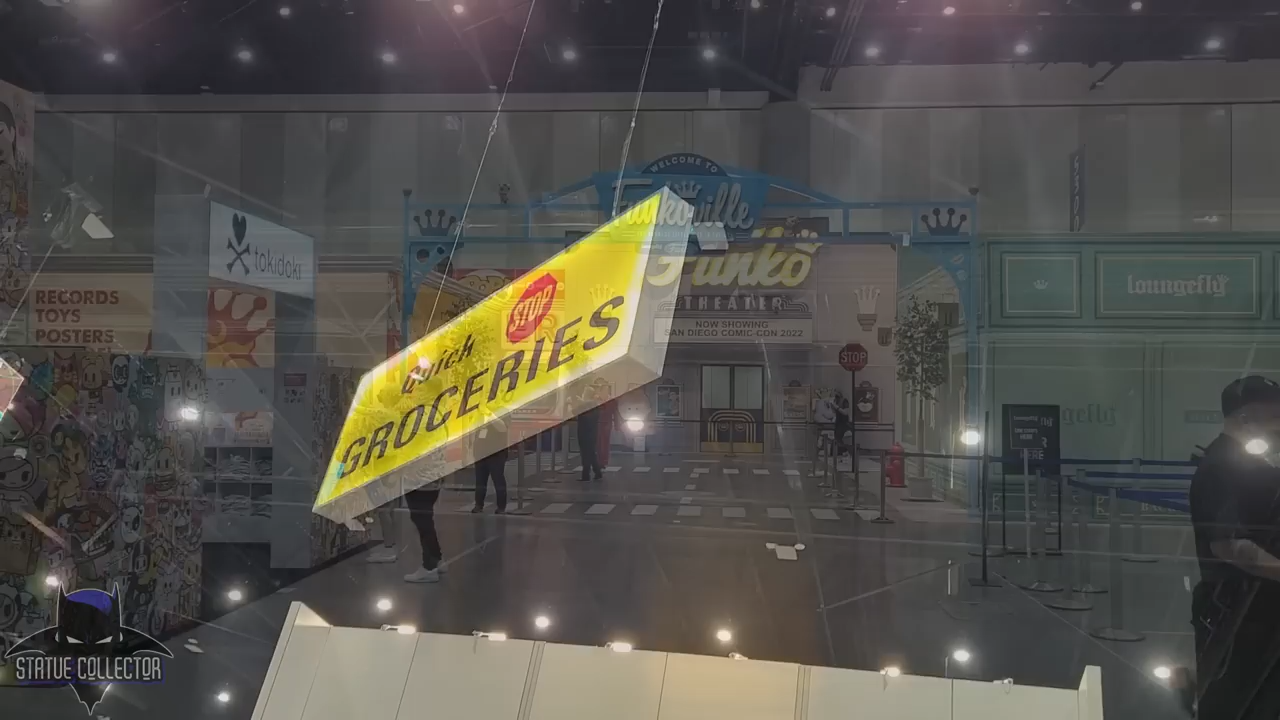 WELCOME TO
Funkoville
Funko
THEATER
NOW SHOWING
SAN DIEGO COMIC-CON 2022
tokidoki
RECORDS
TOYS
POSTERS
loungefly
STOP
Quick
STOP
GROCERIES
HERE
STATUE COLLECTOR